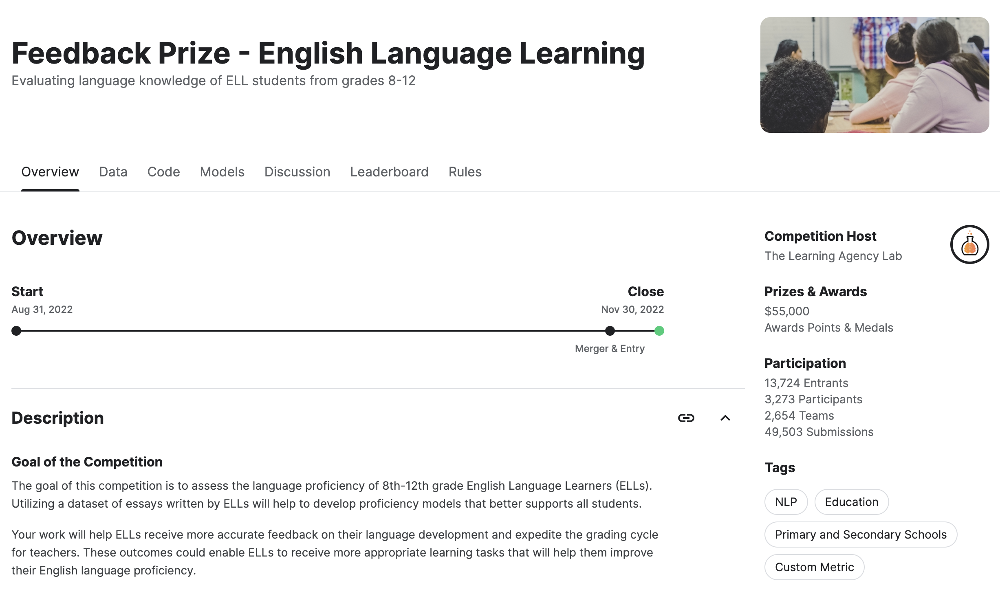 Feedback Prize - English Language Learning
Evaluating language knowledge of ELL students from grades 8-12
Overview
Data
Code
Models
Discussion
Leaderboard
Rules
Overview
Start
Aug 31, 2022
Close
Nov 30, 2022
Merger & Entry
Description
Goal of the Competition
The goal of this competition is to assess the language proficiency of 8th-12th grade English Language Learners (ELLs).
Utilizing a dataset of essays written by ELLs will help to develop proficiency models that better supports all students.
Your work will help ELLs receive more accurate feedback on their language development and expedite the grading cycle
for teachers. These outcomes could enable ELLs to receive more appropriate learning tasks that will help them improve
their English language proficiency.
Competition Host
The Learning Agency Lab
Prizes & Awards
$55,000
Awards Points & Medals
Participation
13,724 Entrants
3,273 Participants
2,654 Teams
49,503 Submissions
Tags
NLP
Education
Primary and Secondary Schools
Custom Metric